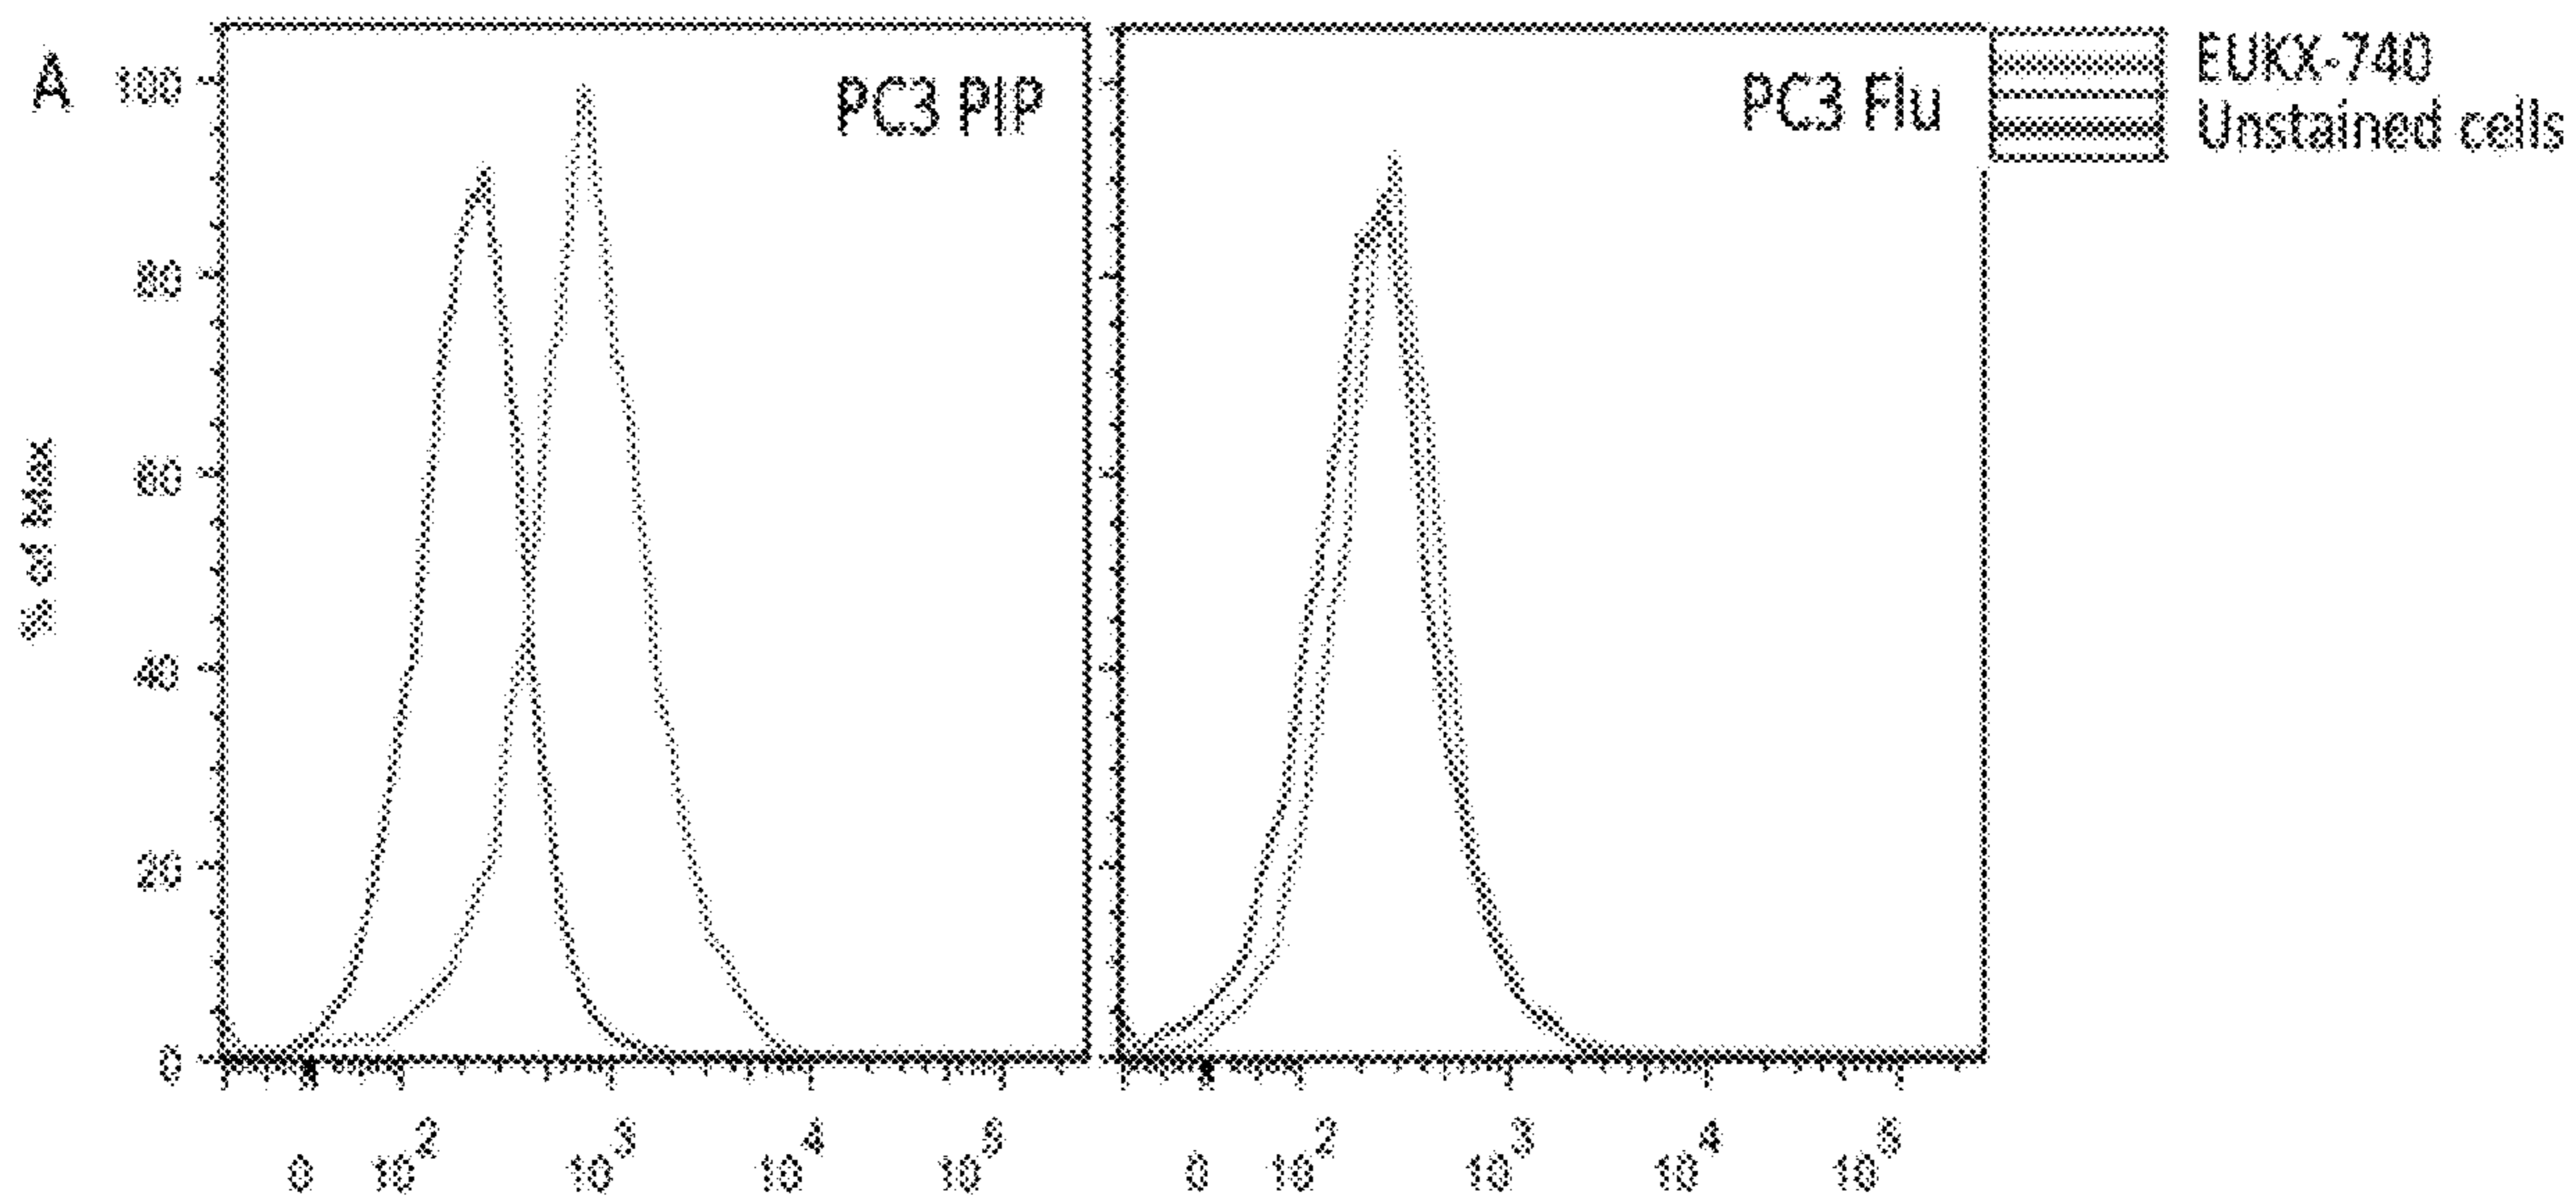 A
PC3 PIP
PC3 Flu
EUKX-740
Unstained cells
% of Max
100
80
60
40
20
0
0 10^2 10^3 10^4 10^5
0 10^2 10^3 10^4 10^5